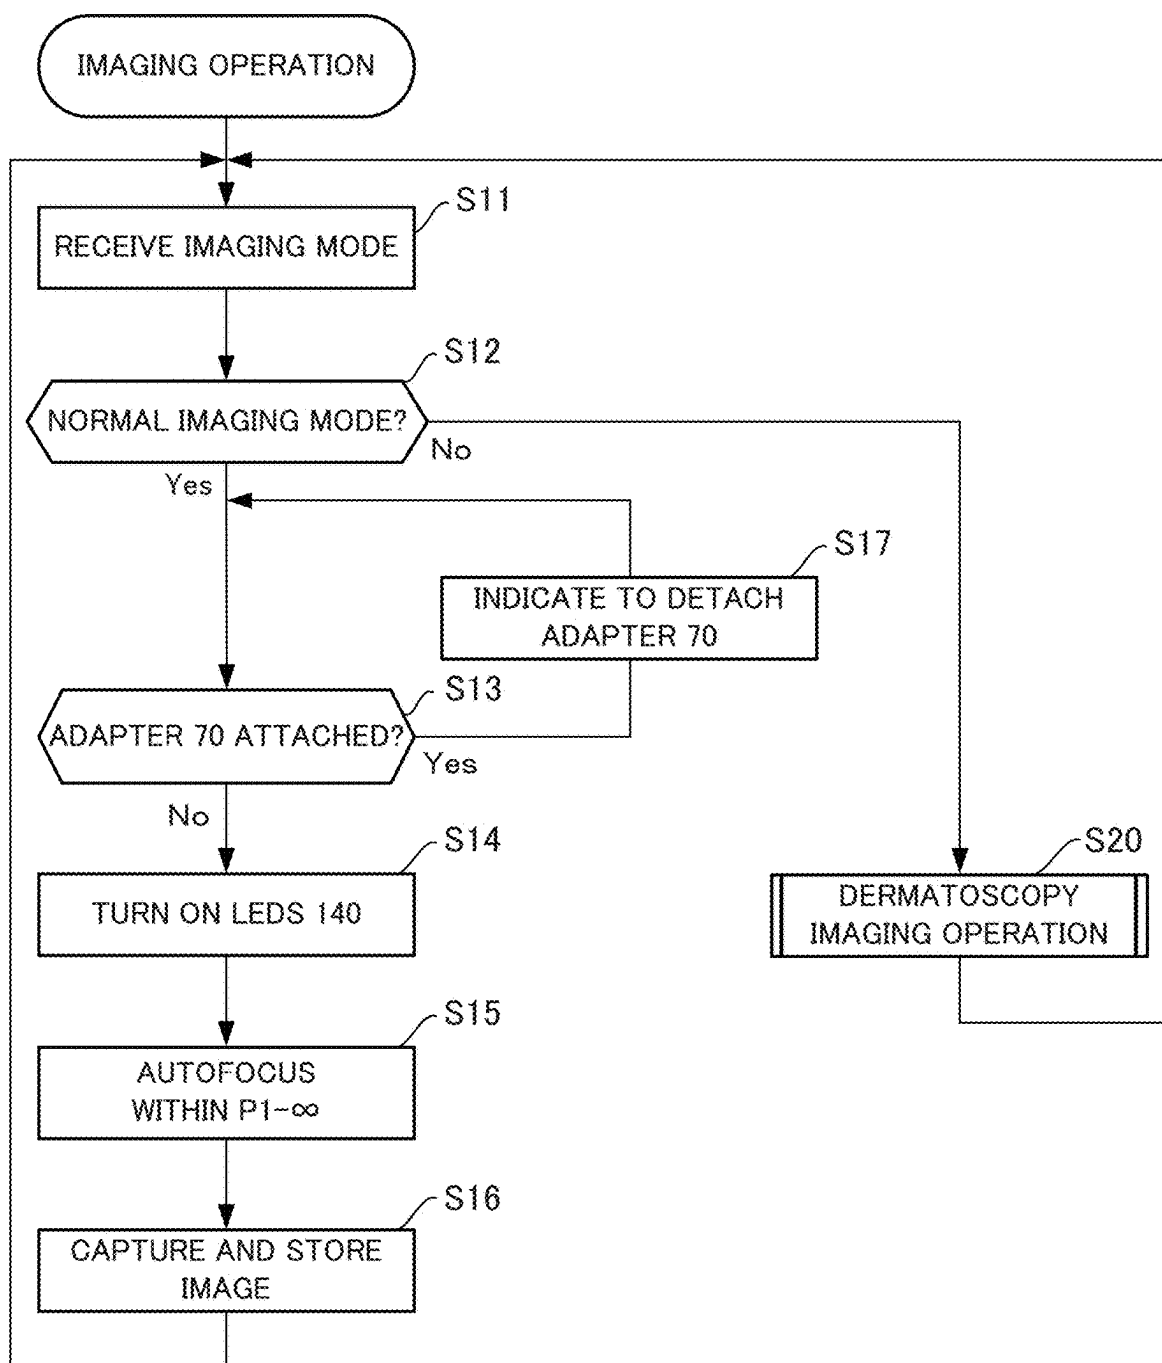 IMAGING OPERATION
S11
RECEIVE IMAGING MODE
S12
NORMAL IMAGING MODE?
No
Yes
S17
INDICATE TO DETACH
ADAPTER 70
S13
ADAPTER 70 ATTACHED?
Yes
No
S14
TURN ON LEDS 140
S20
DERMATOSCOPY
IMAGING OPERATION
S15
AUTOFOCUS
WITHIN P1-∞
S16
CAPTURE AND STORE
IMAGE